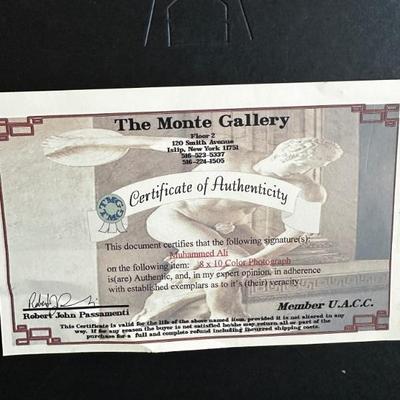 The Monte Gallery
Floor 2
120 Smith Avenue
Islip, New York 11751
516-523-5337
516-224-1505
Certificate of Authenticity
TMG
TMG
This document certifies that the following signature(s):
Muhammed Ali
on the following item: 8 x 10 Color Photograph
is(are) Authentic, and, in my expert opinion, in adherence
with established exemplars as to it's (their) veracity.
Robert John Passamenti
Member U.A.C.C.
This Certificate is valid for the life of the above named item, provided it is not altered in any
way. If for any reason the buyer is not satisfied he/she may return all or part of the
purchase for a full and complete refund including incurred shipping costs.